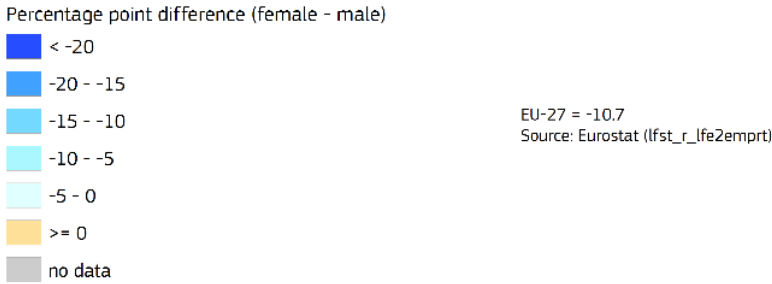 Percentage point difference (female - male)
< -20
-20 - -15
-15 - -10
-10 - -5
-5 - 0
>= 0
no data
EU-27 = -10.7
Source: Eurostat (lfst_r_lfe2emprt)